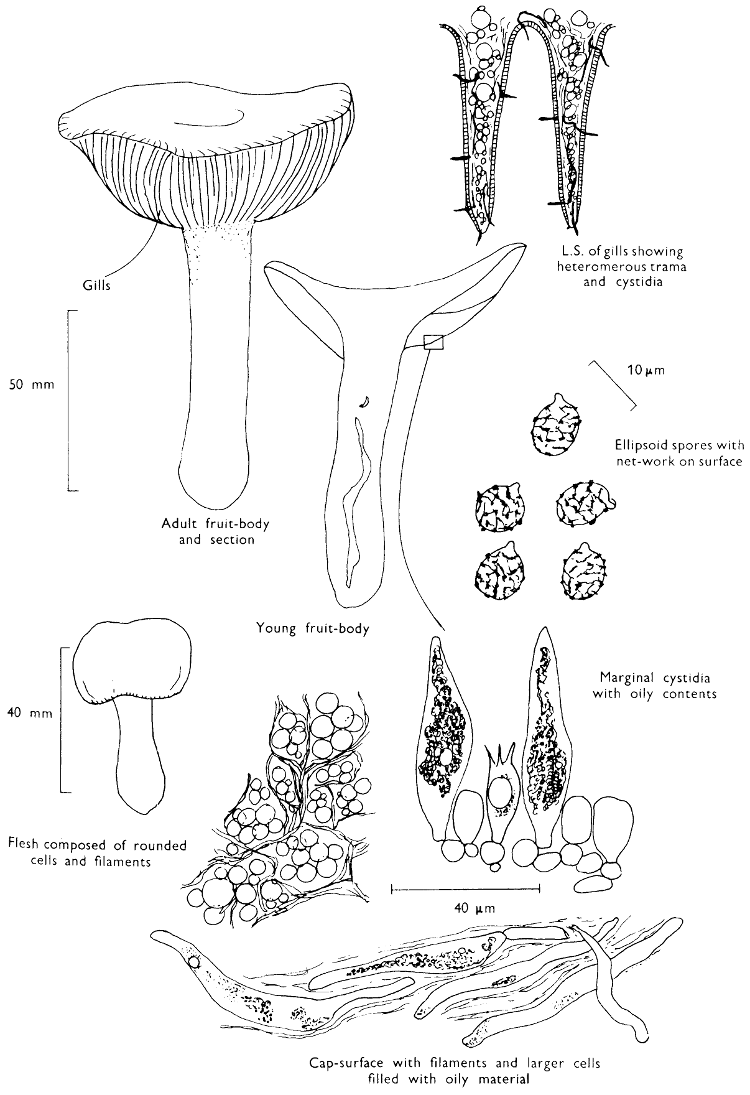 L.S. of gills showing
heteromerous trama
and cystidia
Gills
50 mm
10 µm
Ellipsoid spores with
net-work on surface
Adult fruit-body
and section
Young fruit-body
Marginal cystidia
with oily contents
40 mm
Flesh composed of rounded
cells and filaments
40 µm
Cap-surface with filaments and larger cells
filled with oily material